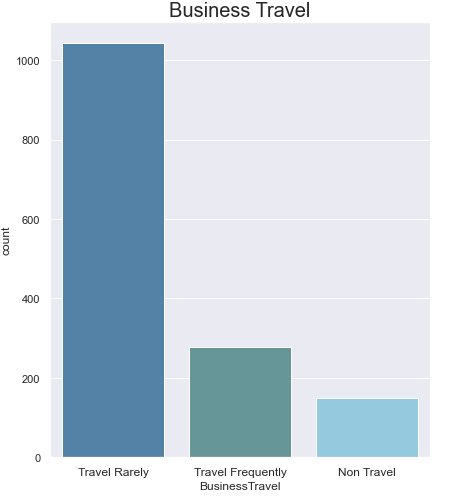 Business Travel
1000
800
600
400
200
0
count
Travel Rarely
Travel Frequently
Non Travel
BusinessTravel